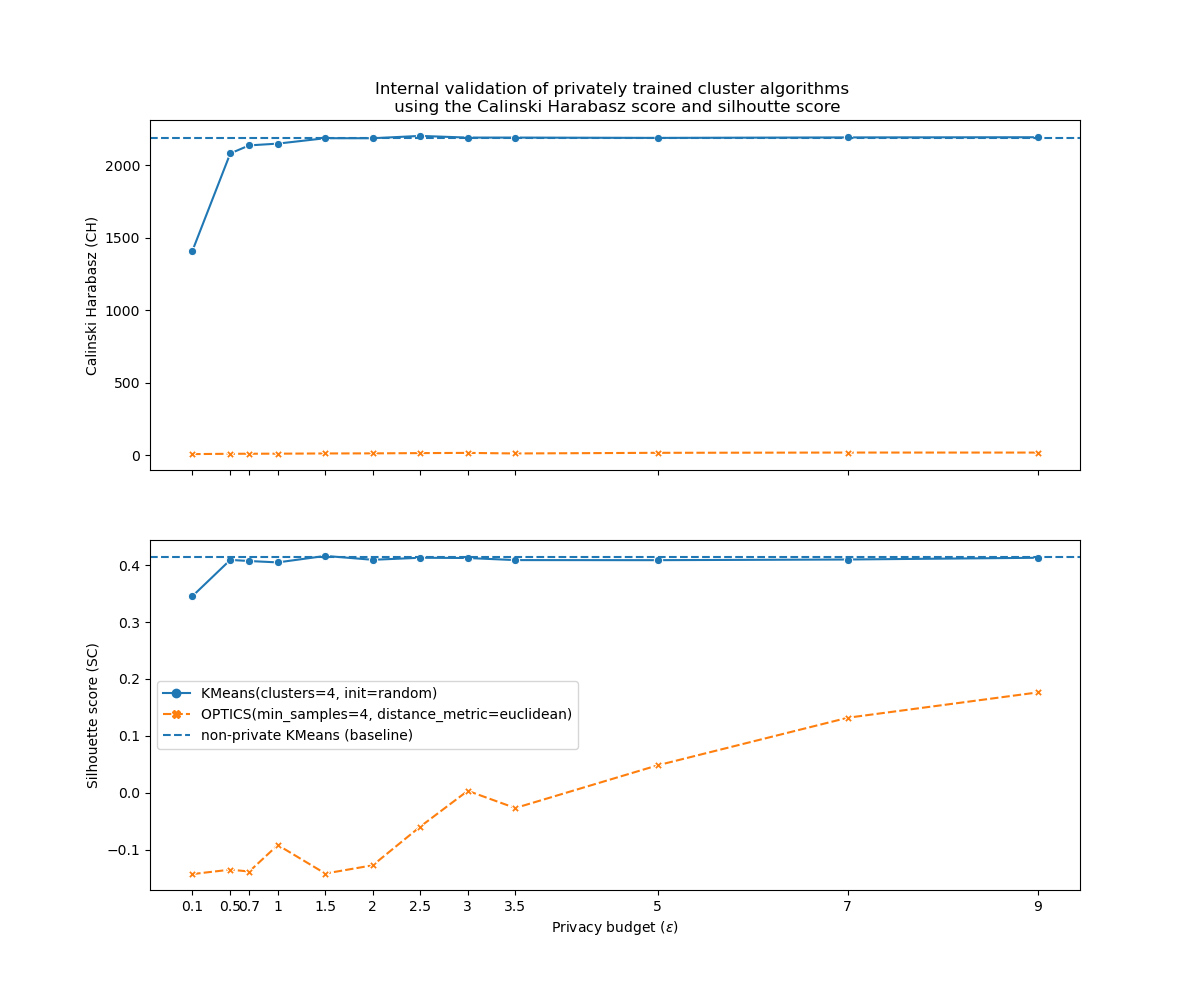 Internal validation of privately trained cluster algorithms
using the Calinski Harabasz score and silhoutte score
Calinski Harabasz (CH)
2000
1500
1000
500
0
Silhouette score (SC)
0.4
0.3
0.2
0.1
0.0
−0.1
KMeans(clusters=4, init=random)
OPTICS(min_samples=4, distance_metric=euclidean)
non-private KMeans (baseline)
0.1 0.5 0.7 1 1.5 2 2.5 3 3.5 5 7 9
Privacy budget (ε)